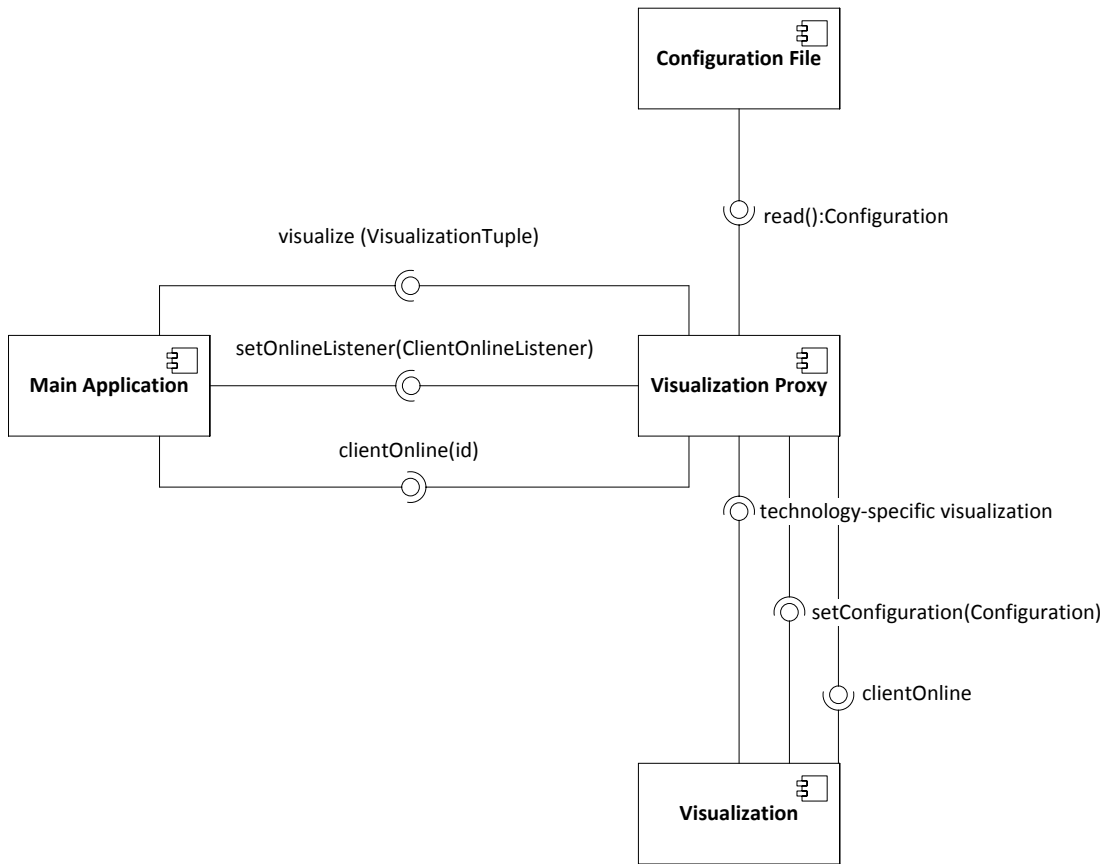 Configuration File
read():Configuration
visualize (VisualizationTuple)
setOnlineListener(ClientOnlineListener)
Main Application
Visualization Proxy
clientOnline(id)
technology-specific visualization
setConfiguration(Configuration)
clientOnline
Visualization